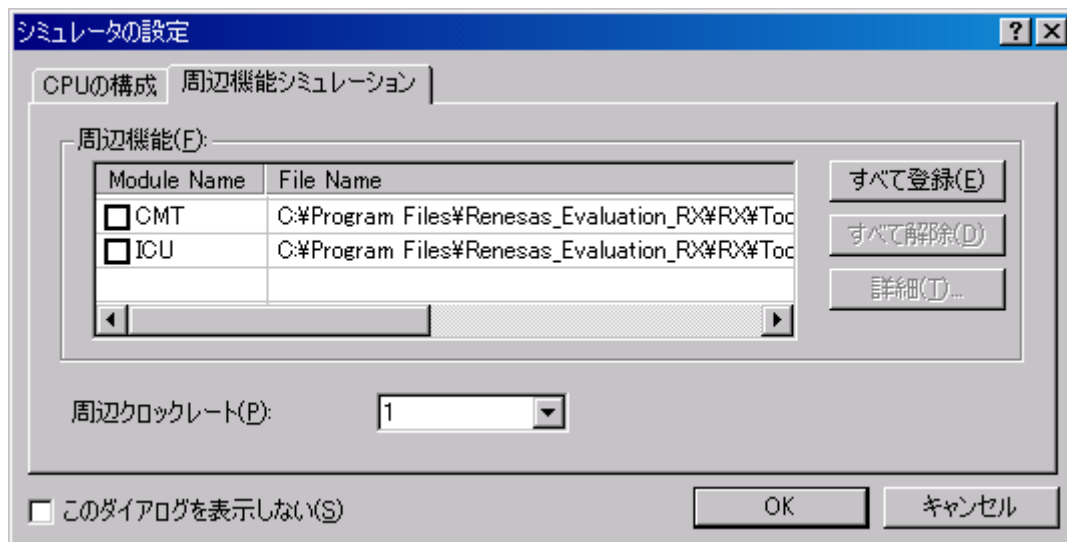 シミュレータの設定
CPUの構成 周辺機能シミュレーション
周辺機能(F):
Module Name File Name
CMT C:¥Program Files¥Renesas_Evaluation_RX¥RX¥Toc
ICU C:¥Program Files¥Renesas_Evaluation_RX¥RX¥Toc
すべて登録(E)
すべて解除(D)
詳細(T)...
周辺クロックレート(P): 1
このダイアログを表示しない(S)
OK キャンセル